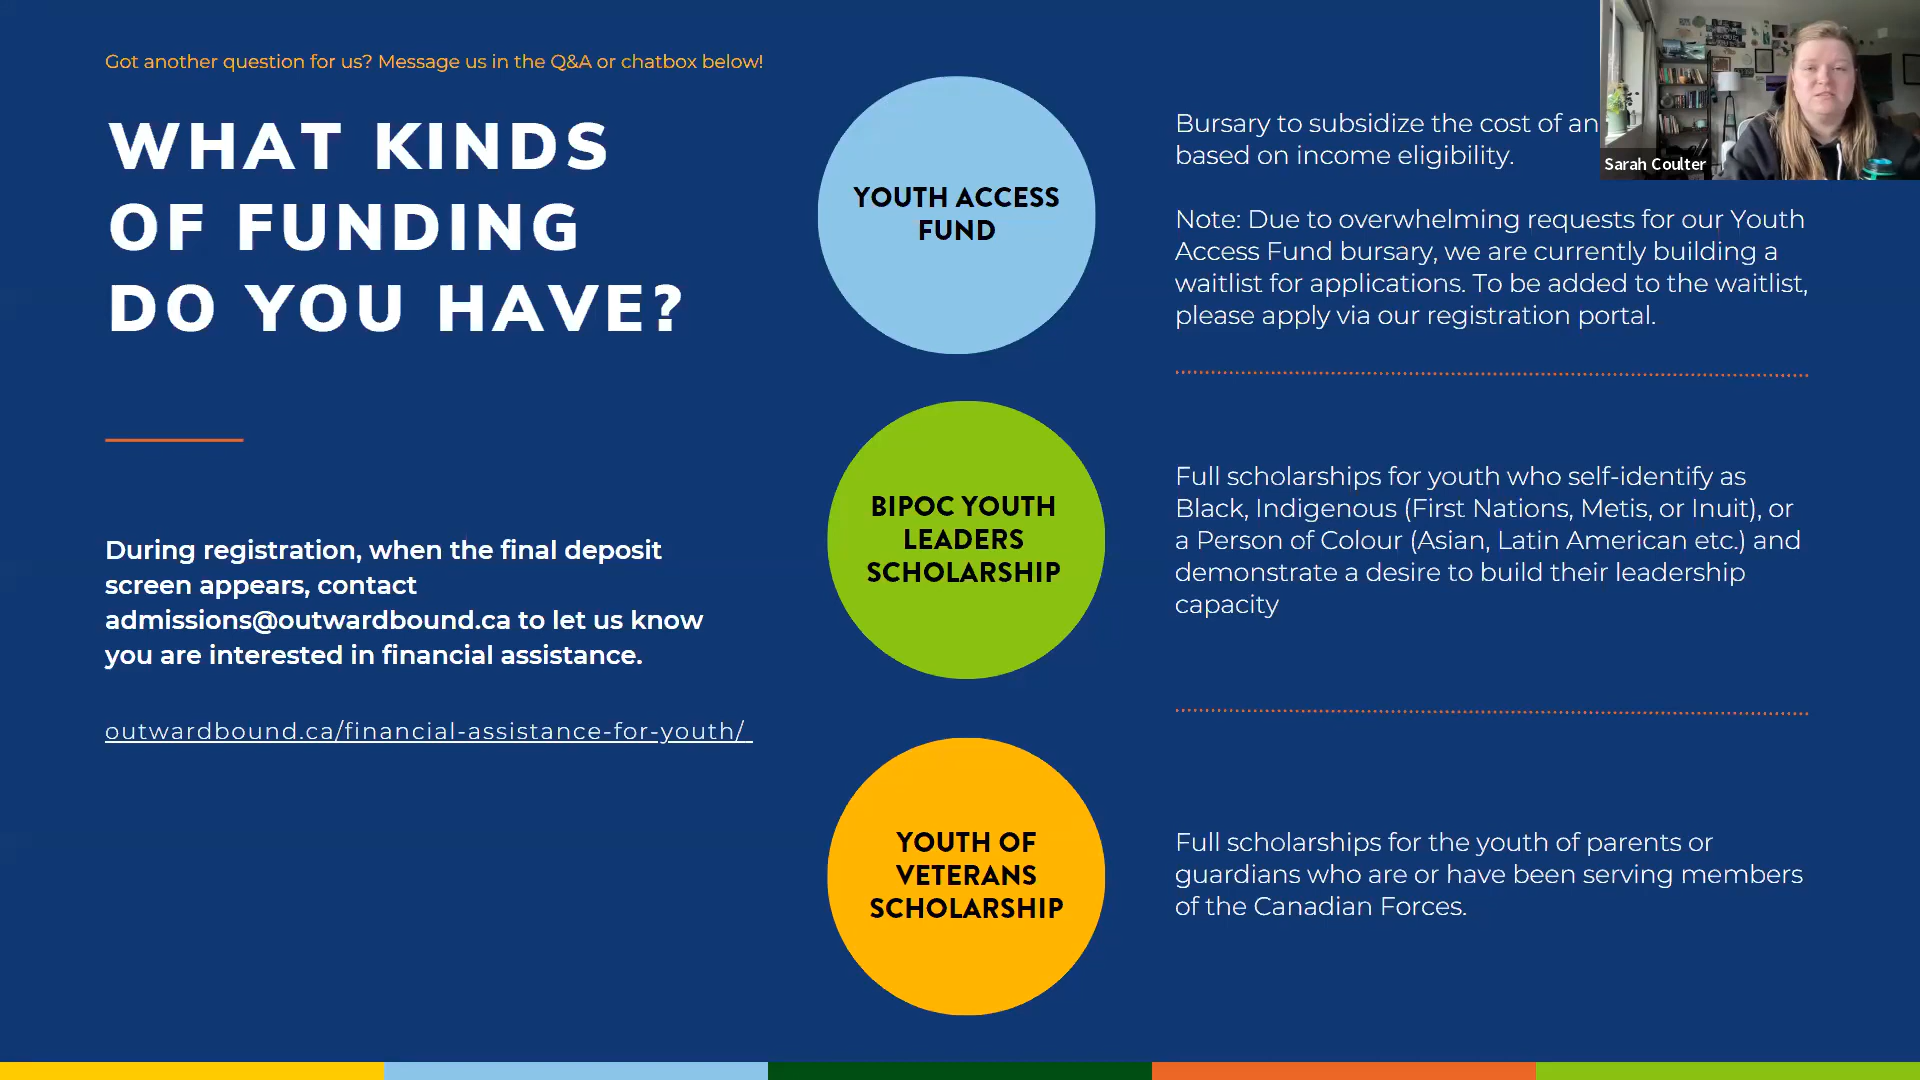 Got another question for us? Message us in the Q&A or chatbox below!
WHAT KINDS
OF FUNDING
DO YOU HAVE?
During registration, when the final deposit
screen appears, contact
admissions@outwardbound.ca to let us know
you are interested in financial assistance.
outwardbound.ca/financial-assistance-for-youth/
YOUTH ACCESS
FUND
Bursary to subsidize the cost of an
based on income eligibility.
Note: Due to overwhelming requests for our Youth
Access Fund bursary, we are currently building a
waitlist for applications. To be added to the waitlist,
please apply via our registration portal.
BIPOC YOUTH
LEADERS
SCHOLARSHIP
Full scholarships for youth who self-identify as
Black, Indigenous (First Nations, Metis, or Inuit), or
a Person of Colour (Asian, Latin American etc.) and
demonstrate a desire to build their leadership
capacity
YOUTH OF
VETERANS
SCHOLARSHIP
Full scholarships for the youth of parents or
guardians who are or have been serving members
of the Canadian Forces.
Sarah Coulter